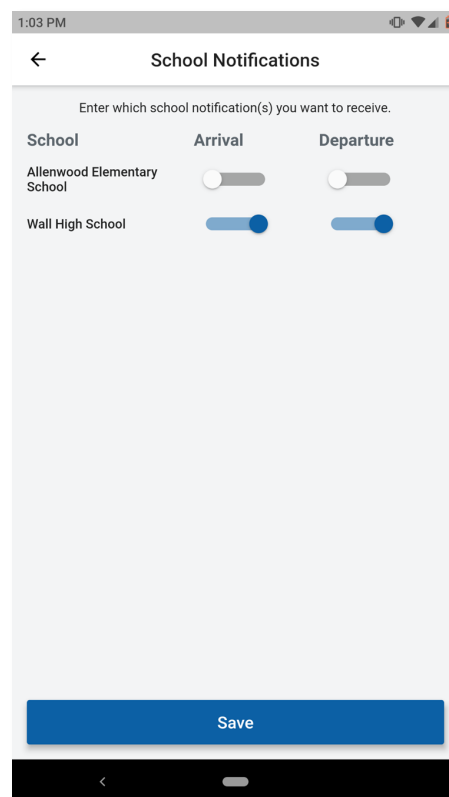 1:03 PM
School Notifications
Enter which school notification(s) you want to receive.
School Arrival Departure
Allenwood Elementary
School
Wall High School
Save